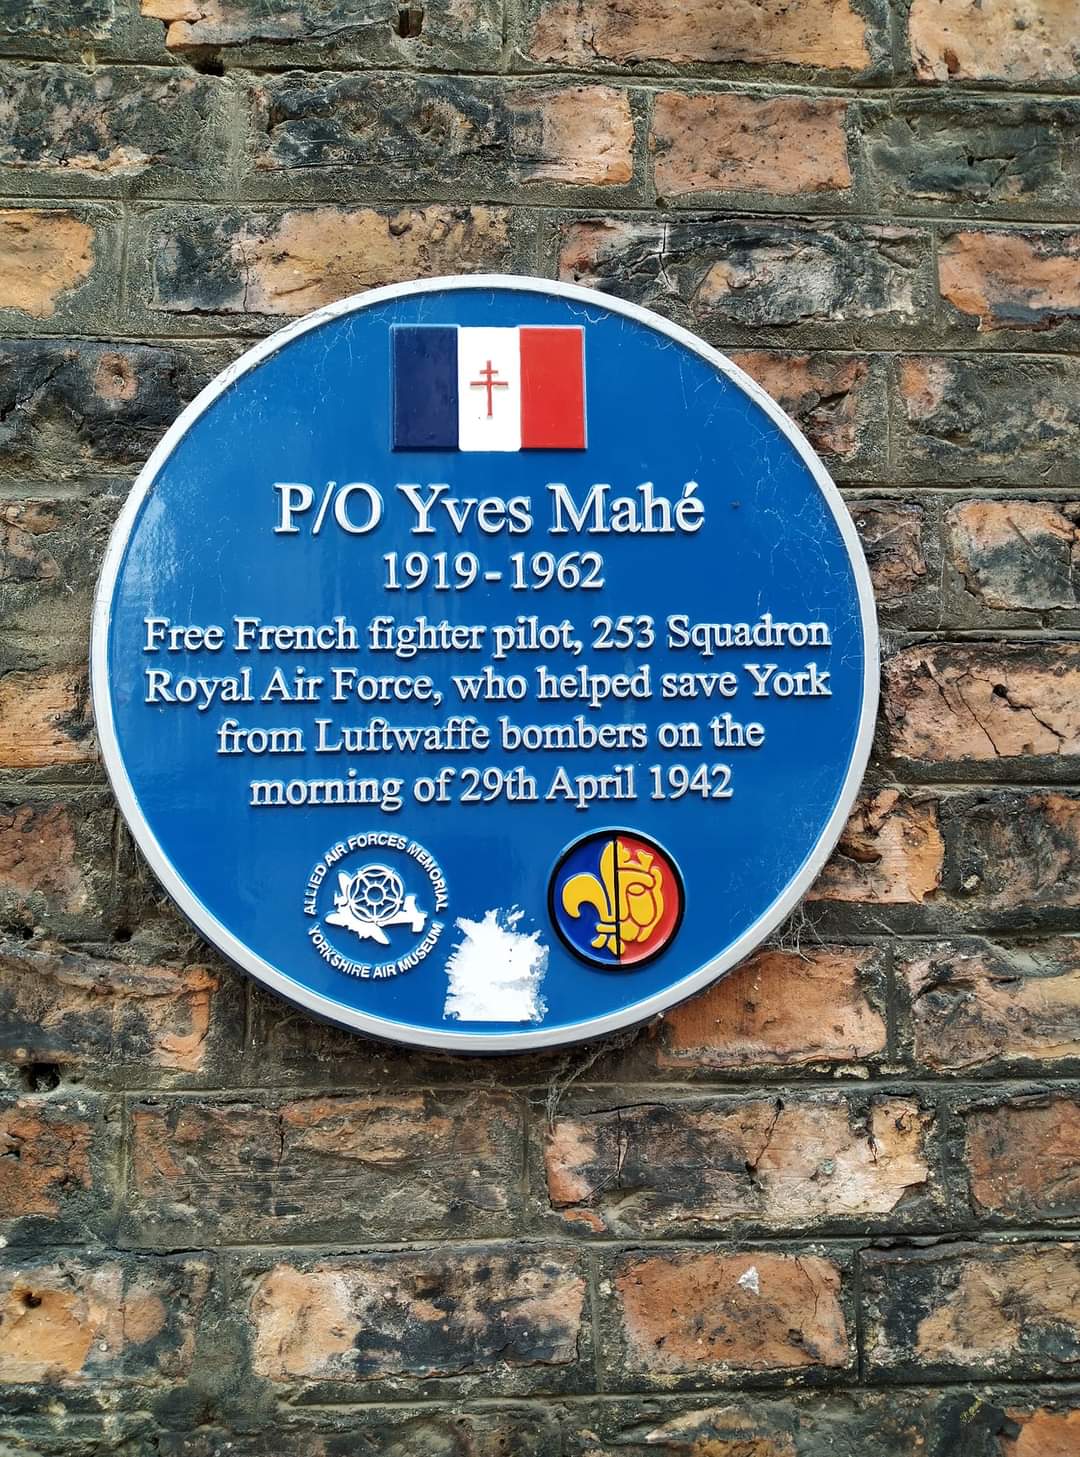 P/O Yves Mahé
1919 - 1962
Free French fighter pilot, 253 Squadron
Royal Air Force, who helped save York
from Luftwaffe bombers on the
morning of 29th April 1942
ALLIED AIR FORCES MEMORIAL
YORKSHIRE AIR MUSEUM